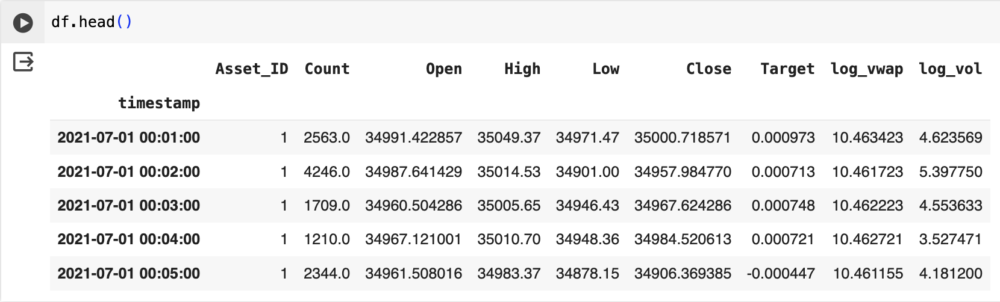 df.head()
Asset_ID Count Open High Low Close Target log_vwap log_vol
timestamp
2021-07-01 00:01:00 1 2563.0 34991.422857 35049.37 34971.47 35000.718571 0.000973 10.463423 4.623569
2021-07-01 00:02:00 1 4246.0 34987.641429 35014.53 34901.00 34957.984770 0.000713 10.461723 5.397750
2021-07-01 00:03:00 1 1709.0 34960.504286 35005.65 34946.43 34967.624286 0.000748 10.462223 4.553633
2021-07-01 00:04:00 1 1210.0 34967.121001 35010.70 34948.36 34984.520613 0.000721 10.462721 3.527471
2021-07-01 00:05:00 1 2344.0 34961.508016 34983.37 34878.15 34906.369385 -0.000447 10.461155 4.181200